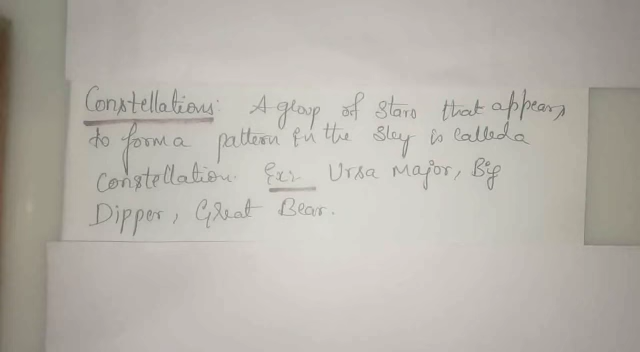 Constellations: A group of stars that appears
to form a pattern in the sky is called a
constellation. Ex:- Ursa Major, Big
Dipper, Great Bear.